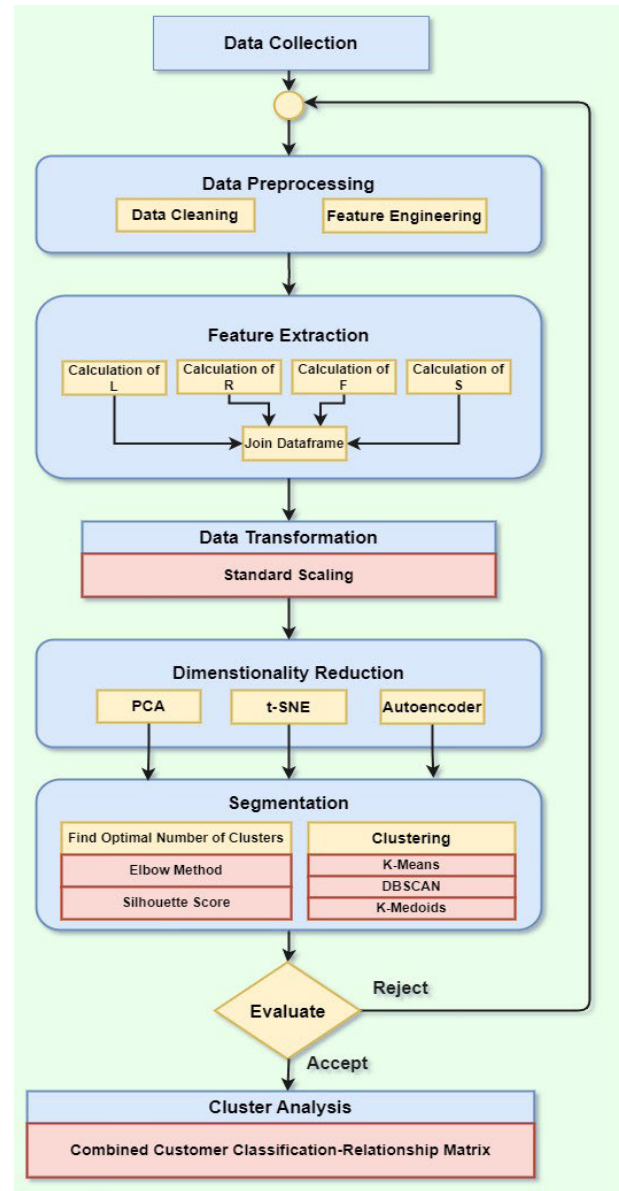 Data Collection
Data Preprocessing
Data Cleaning
Feature Engineering
Feature Extraction
Calculation of
L
Calculation of
R
Calculation of
F
Calculation of
S
Join Dataframe
Data Transformation
Standard Scaling
Dimenstionality Reduction
PCA
t-SNE
Autoencoder
Segmentation
Find Optimal Number of Clusters
Elbow Method
Silhouette Score
Clustering
K-Means
DBSCAN
K-Medoids
Evaluate
Reject
Accept
Cluster Analysis
Combined Customer Classification-Relationship Matrix